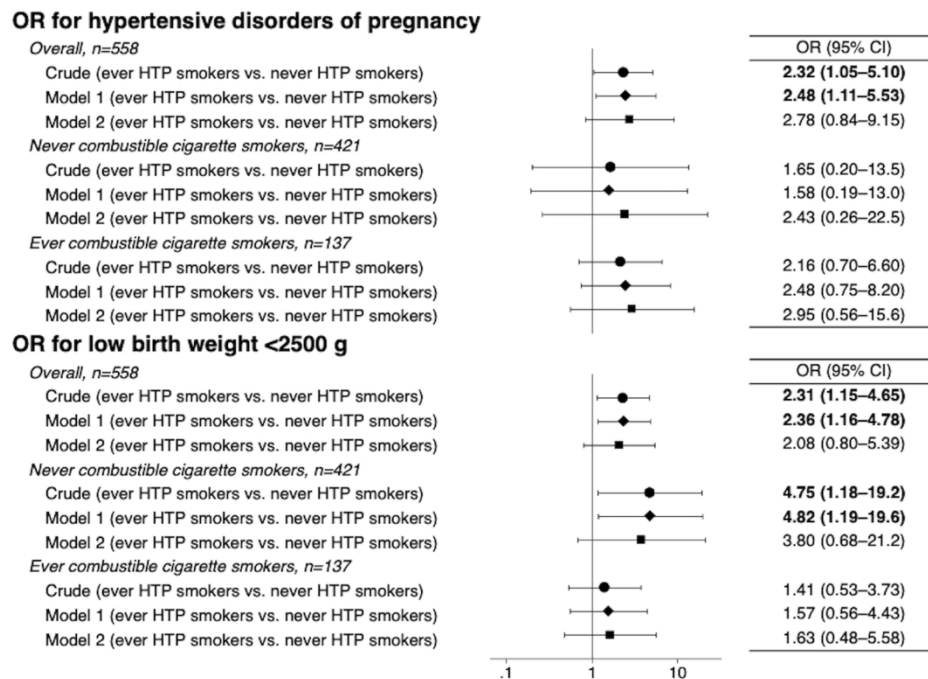 OR for hypertensive disorders of pregnancy
Overall, n=558
OR (95% CI)
Crude (ever HTP smokers vs. never HTP smokers) 2.32 (1.05–5.10)
Model 1 (ever HTP smokers vs. never HTP smokers) 2.48 (1.11–5.53)
Model 2 (ever HTP smokers vs. never HTP smokers) 2.78 (0.84–9.15)
Never combustible cigarette smokers, n=421
Crude (ever HTP smokers vs. never HTP smokers) 1.65 (0.20–13.5)
Model 1 (ever HTP smokers vs. never HTP smokers) 1.58 (0.19–13.0)
Model 2 (ever HTP smokers vs. never HTP smokers) 2.43 (0.26–22.5)
Ever combustible cigarette smokers, n=137
Crude (ever HTP smokers vs. never HTP smokers) 2.16 (0.70–6.60)
Model 1 (ever HTP smokers vs. never HTP smokers) 2.48 (0.75–8.20)
Model 2 (ever HTP smokers vs. never HTP smokers) 2.95 (0.56–15.6)
OR for low birth weight <2500 g
Overall, n=558
OR (95% CI)
Crude (ever HTP smokers vs. never HTP smokers) 2.31 (1.15–4.65)
Model 1 (ever HTP smokers vs. never HTP smokers) 2.36 (1.16–4.78)
Model 2 (ever HTP smokers vs. never HTP smokers) 2.08 (0.80–5.39)
Never combustible cigarette smokers, n=421
Crude (ever HTP smokers vs. never HTP smokers) 4.75 (1.18–19.2)
Model 1 (ever HTP smokers vs. never HTP smokers) 4.82 (1.19–19.6)
Model 2 (ever HTP smokers vs. never HTP smokers) 3.80 (0.68–21.2)
Ever combustible cigarette smokers, n=137
Crude (ever HTP smokers vs. never HTP smokers) 1.41 (0.53–3.73)
Model 1 (ever HTP smokers vs. never HTP smokers) 1.57 (0.56–4.43)
Model 2 (ever HTP smokers vs. never HTP smokers) 1.63 (0.48–5.58)
.1 1 10